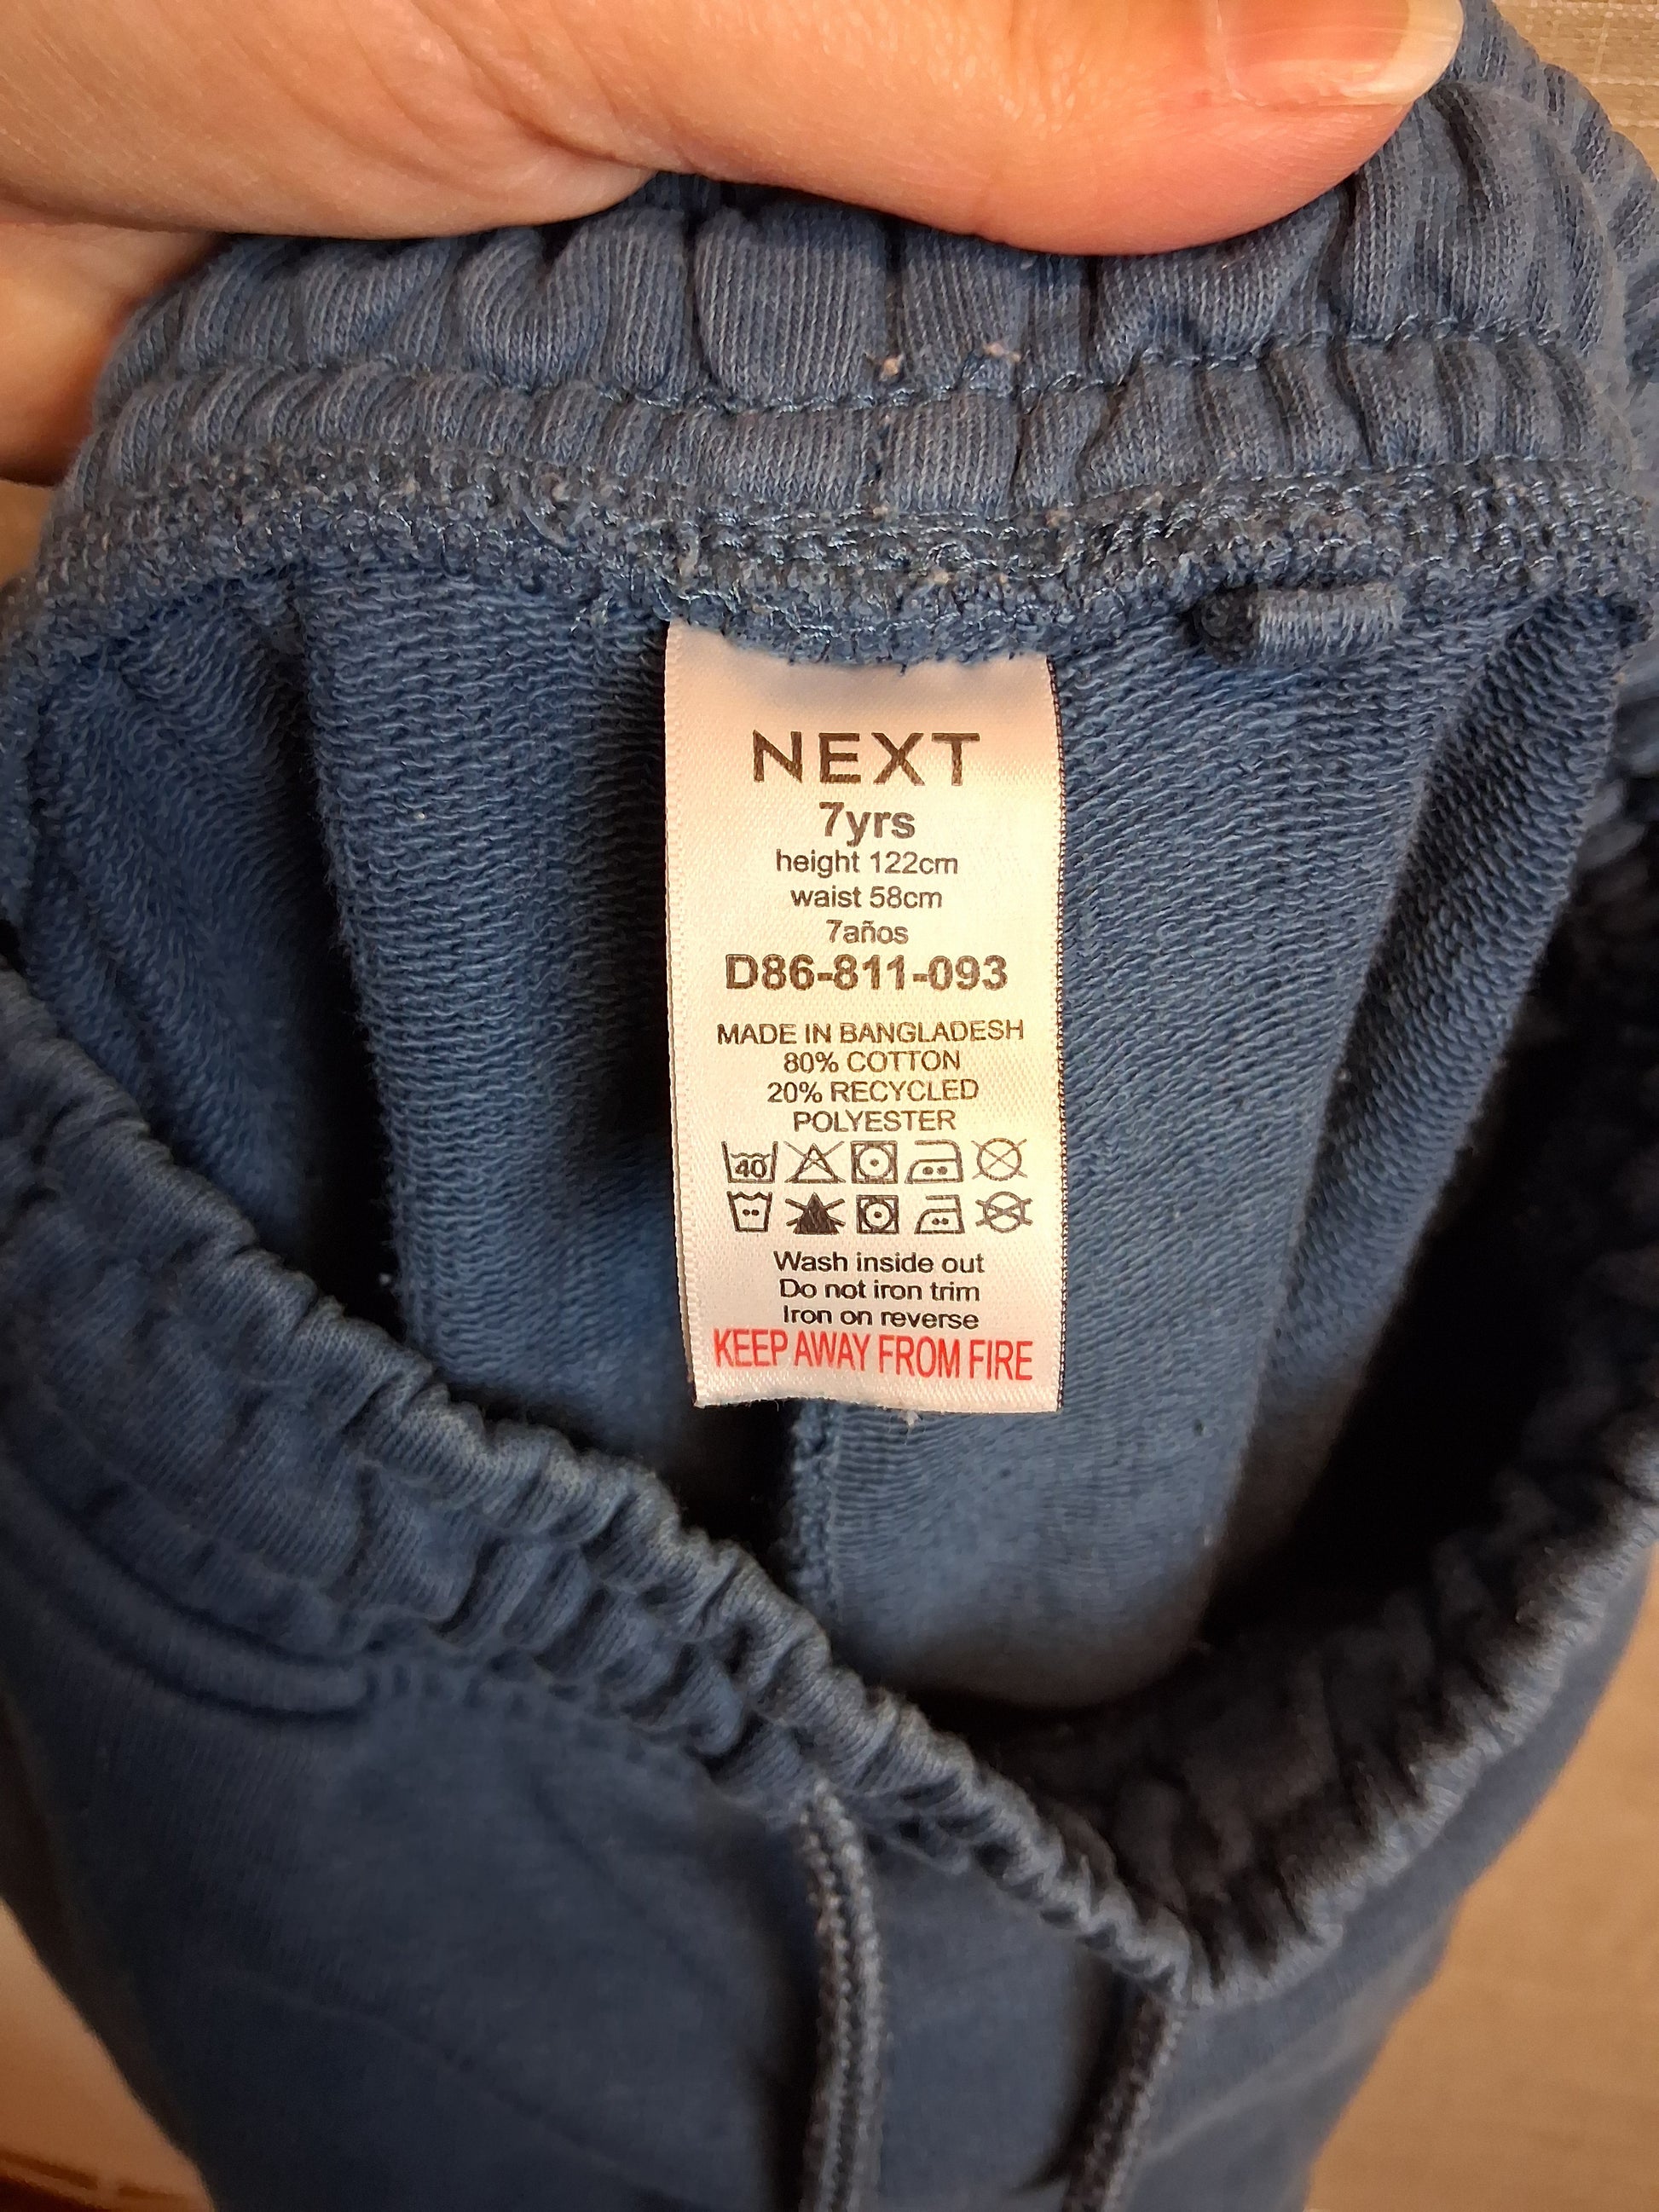 NEXT
7yrs
height 122cm
waist 58cm
7años
D86-811-093
MADE IN BANGLADESH
80% COTTON
20% RECYCLED
POLYESTER
40
Wash inside out
Do not iron trim
Iron on reverse
KEEP AWAY FROM FIRE